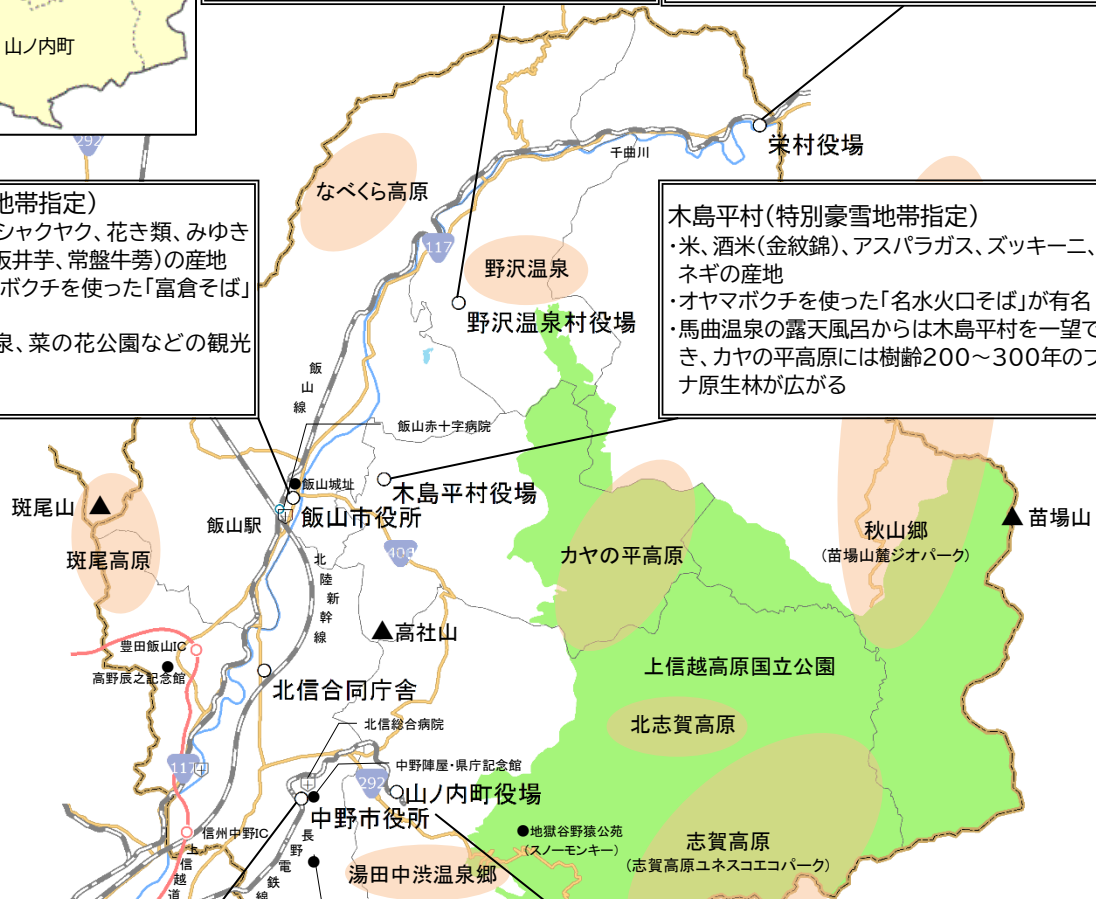 山ノ内町
292
栄村役場
千曲川
なべくら高原
117
野沢温泉
野沢温泉村役場
地帯指定)
シャクヤク、花き類、みゆき
坂井芋、常盤牛蒡)の産地
ボクチを使った「富倉そば」
泉、菜の花公園などの観光
木島平村(特別豪雪地帯指定)
・米、酒米(金紋錦)、アスパラガス、ズッキーニ、
ネギの産地
・オヤマボクチを使った「名水火口そば」が有名
・馬曲温泉の露天風呂からは木島平村を一望で
き、カヤの平高原には樹齢200~300年のブ
ナ原生林が広がる
飯山線
飯山赤十字病院
飯山城址
木島平村役場
飯山市役所
飯山駅
斑尾山
斑尾高原
403
北陸新幹線
カヤの平高原
秋山郷
(苗場山麓ジオパーク)
苗場山
高社山
豊田飯山IC
高野辰之記念館
北信合同庁舎
上信越高原国立公園
北志賀高原
北信総合病院
中野陣屋・県庁記念館
117
292
山ノ内町役場
中野市役所
信州中野IC
上信越道
長野電鉄線
地獄谷野猿公苑
(スノーモンキー)
志賀高原
(志賀高原ユネスコエコパーク)
湯田中渋温泉郷